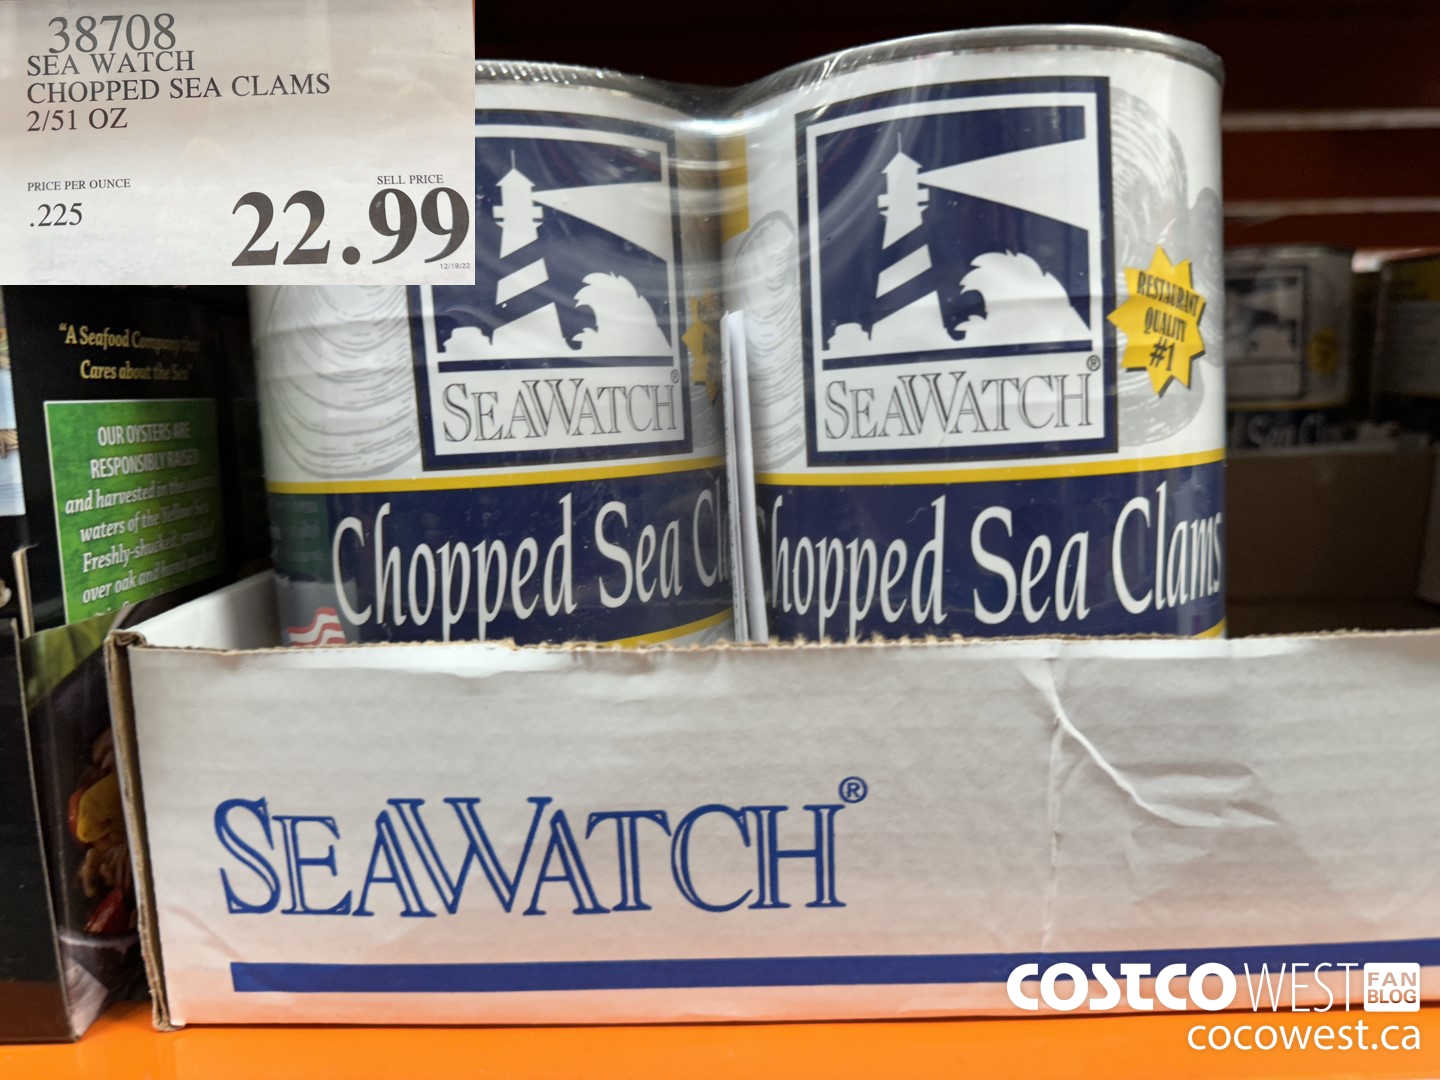 38708
SEA WATCH
CHOPPED SEA CLAMS
2/51 OZ
PRICE PER OUNCE
.225
SELL PRICE
22.99
12/19/22
"A Seafood Company that
Cares about the Sea"
OUR OYSTERS ARE
RESPONSIBLY RAISED
and harvested in the
waters of the Yellow Sea.
Freshly-shucked, smoked
over oak and
SEAWATCH®
Chopped Sea Cl
SEAWATCH®
RESTAURANT
QUALITY
#1
hopped Sea Clams
SEAWATCH®
COSTCO WEST FAN BLOG
cocowest.ca